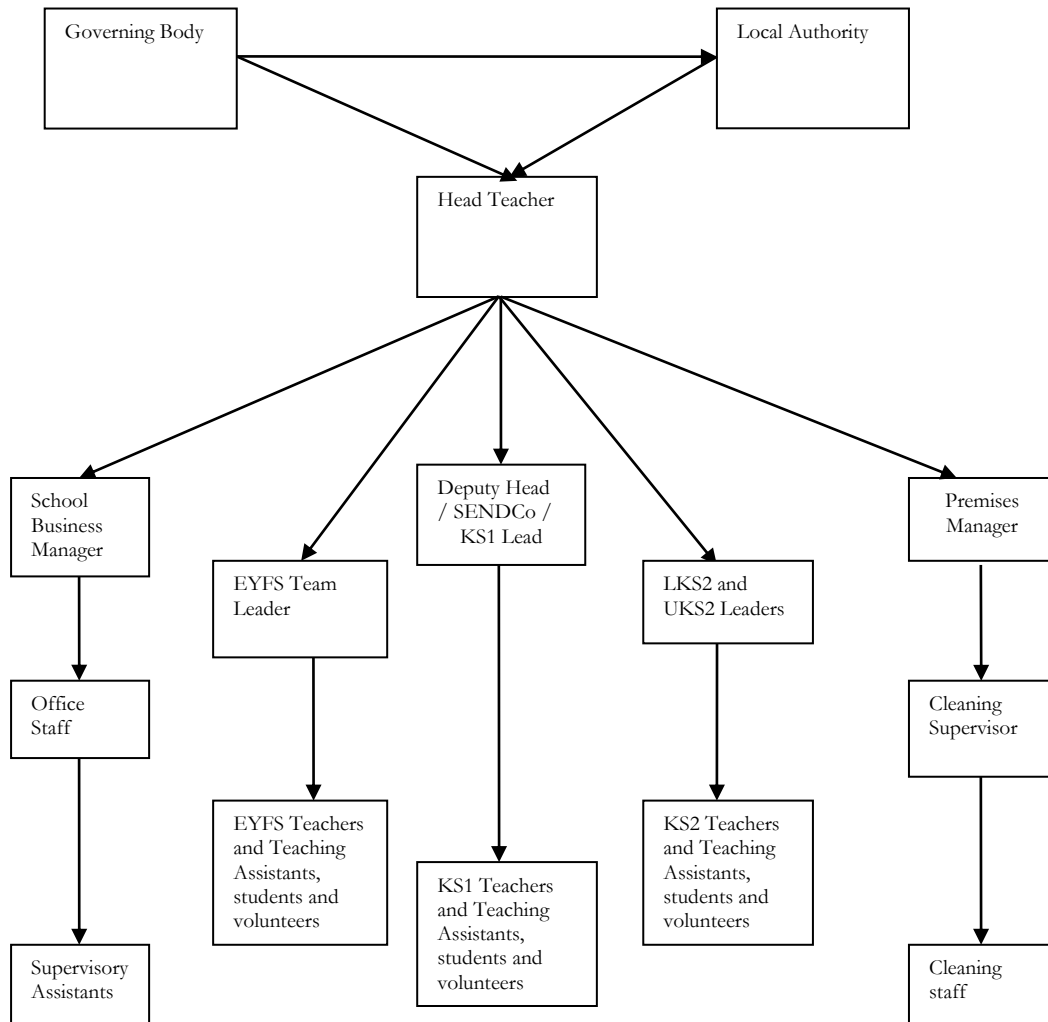 Governing Body
Local Authority
Head Teacher
School
Business
Manager
Deputy Head
/ SENDCo /
KS1 Lead
Premises
Manager
EYFS Team
Leader
LKS2 and
UKS2 Leaders
Office
Staff
Cleaning
Supervisor
EYFS Teachers
and Teaching
Assistants,
students and
volunteers
KS1 Teachers
and Teaching
Assistants,
students and
volunteers
KS2 Teachers
and Teaching
Assistants,
students and
volunteers
Supervisory
Assistants
Cleaning
staff